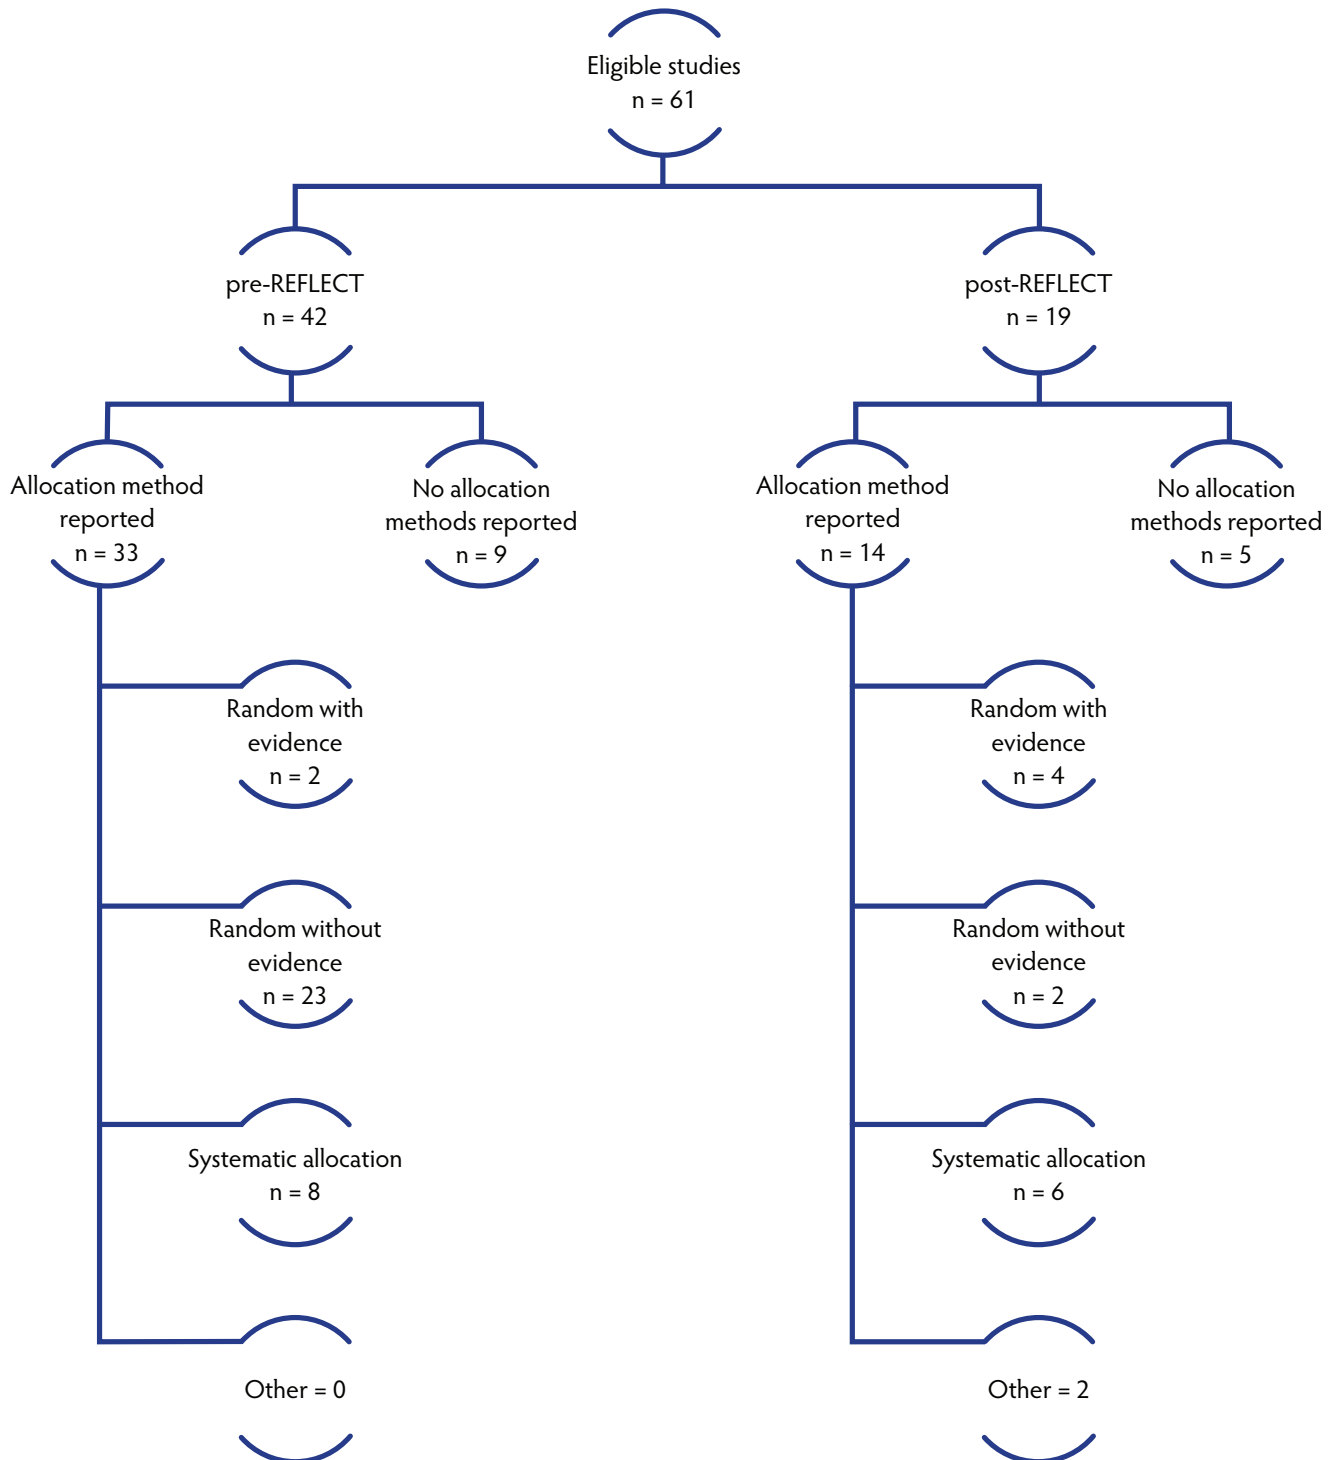 Eligible studies
n = 61
pre-REFLECT
n = 42
post-REFLECT
n = 19
Allocation method
reported
n = 33
No allocation
methods reported
n = 9
Allocation method
reported
n = 14
No allocation
methods reported
n = 5
Random with
evidence
n = 2
Random with
evidence
n = 4
Random without
evidence
n = 23
Random without
evidence
n = 2
Systematic allocation
n = 8
Systematic allocation
n = 6
Other = 0
Other = 2